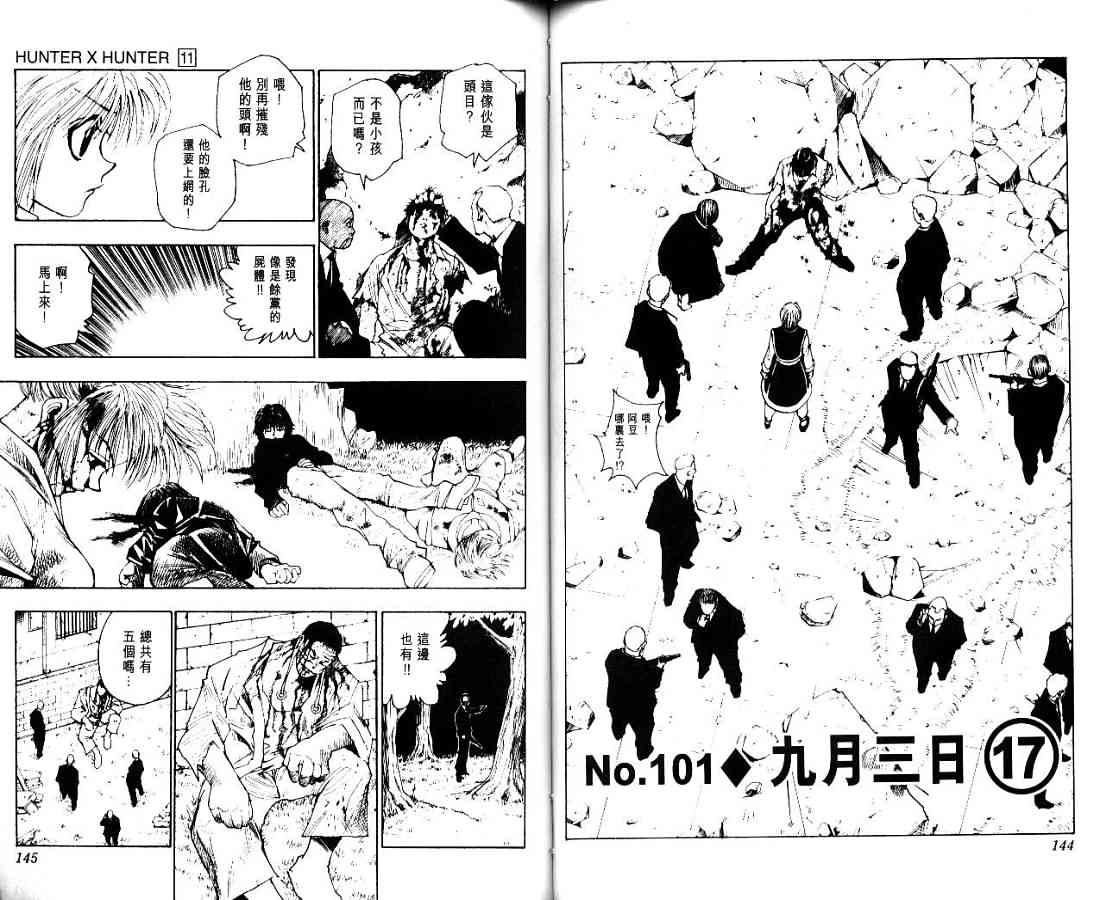 喂！
阿豆
哪裏去了!?
No.101◆九月三日⑰
144
HUNTER X HUNTER 11
這傢伙是
頭目？
不是小孩
而已嗎？
喂！
別再摧殘
他的頭啊！
他的臉孔
還要上網的！
發現
像是餘黨的
屍體!!
啊！
馬上來！
這邊
也有!!
總共有
五個嗎…
145